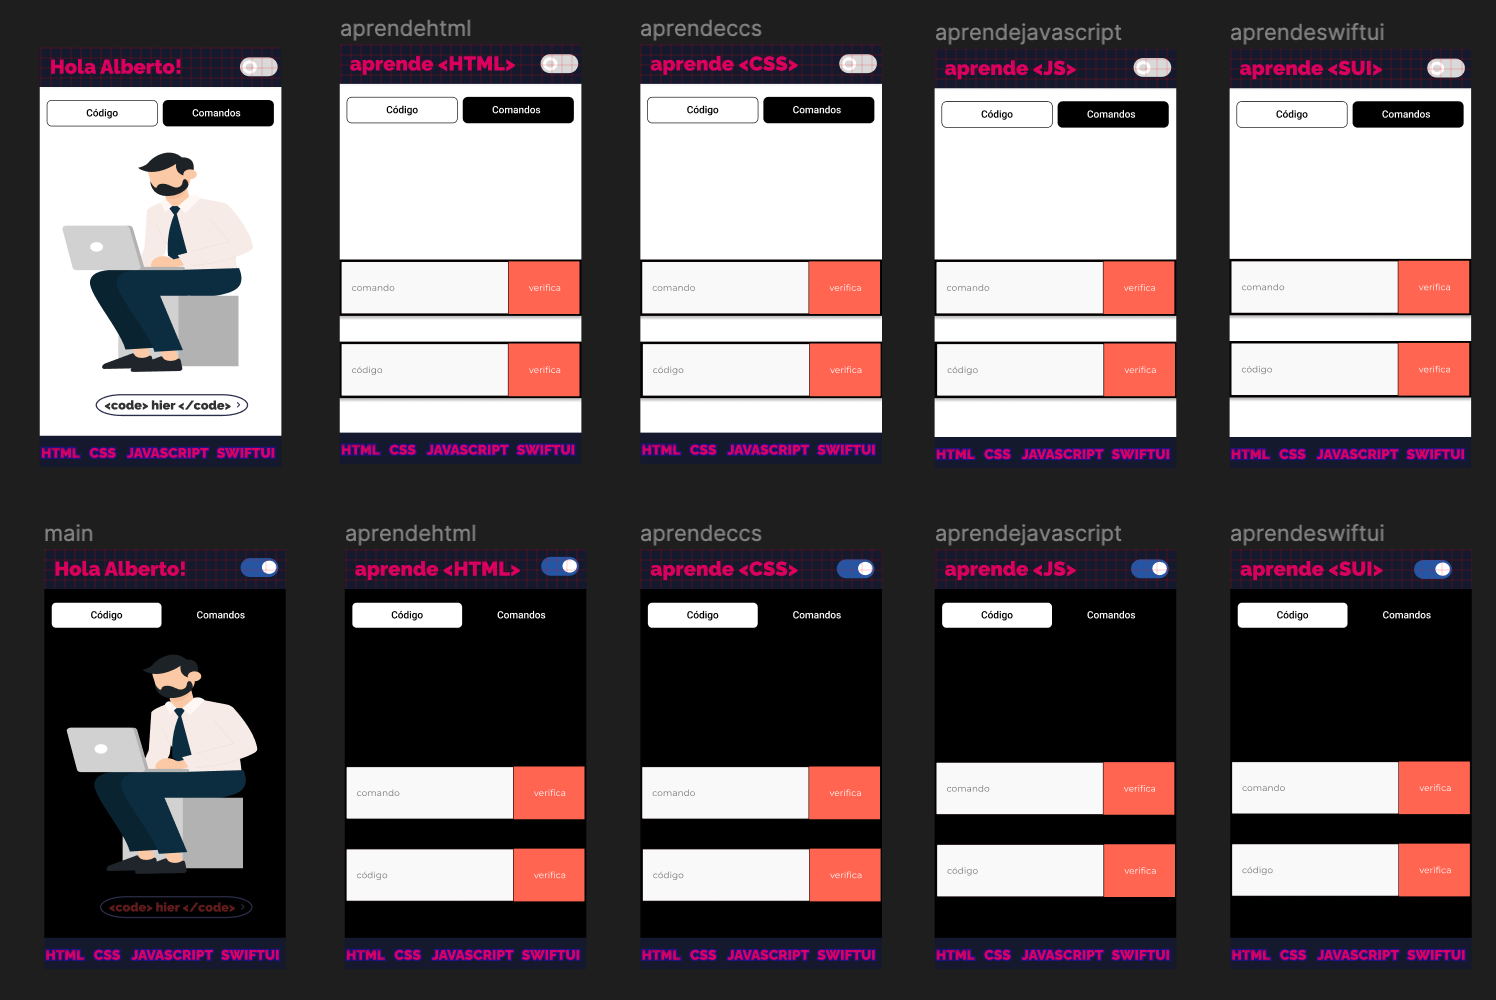 aprendehtml
aprendeccs
aprendejavascript
aprendeswiftui
Hola Alberto!
aprende <HTML>
aprende <CSS>
aprende <JS>
aprende <SUI>
Código Comandos
Código Comandos
Código Comandos
Código Comandos
Código Comandos
comando verifica
comando verifica
comando verifica
comando verifica
código verifica
código verifica
código verifica
código verifica
<code> hier </code> ›
HTML CSS JAVASCRIPT SWIFTUI
HTML CSS JAVASCRIPT SWIFTUI
HTML CSS JAVASCRIPT SWIFTUI
HTML CSS JAVASCRIPT SWIFTUI
HTML CSS JAVASCRIPT SWIFTUI
main
aprendehtml
aprendeccs
aprendejavascript
aprendeswiftui
Hola Alberto!
aprende <HTML>
aprende <CSS>
aprende <JS>
aprende <SUI>
Código Comandos
Código Comandos
Código Comandos
Código Comandos
Código Comandos
comando verifica
comando verifica
comando verifica
comando verifica
código verifica
código verifica
código verifica
código verifica
<code> hier </code> ›
HTML CSS JAVASCRIPT SWIFTUI
HTML CSS JAVASCRIPT SWIFTUI
HTML CSS JAVASCRIPT SWIFTUI
HTML CSS JAVASCRIPT SWIFTUI
HTML CSS JAVASCRIPT SWIFTUI